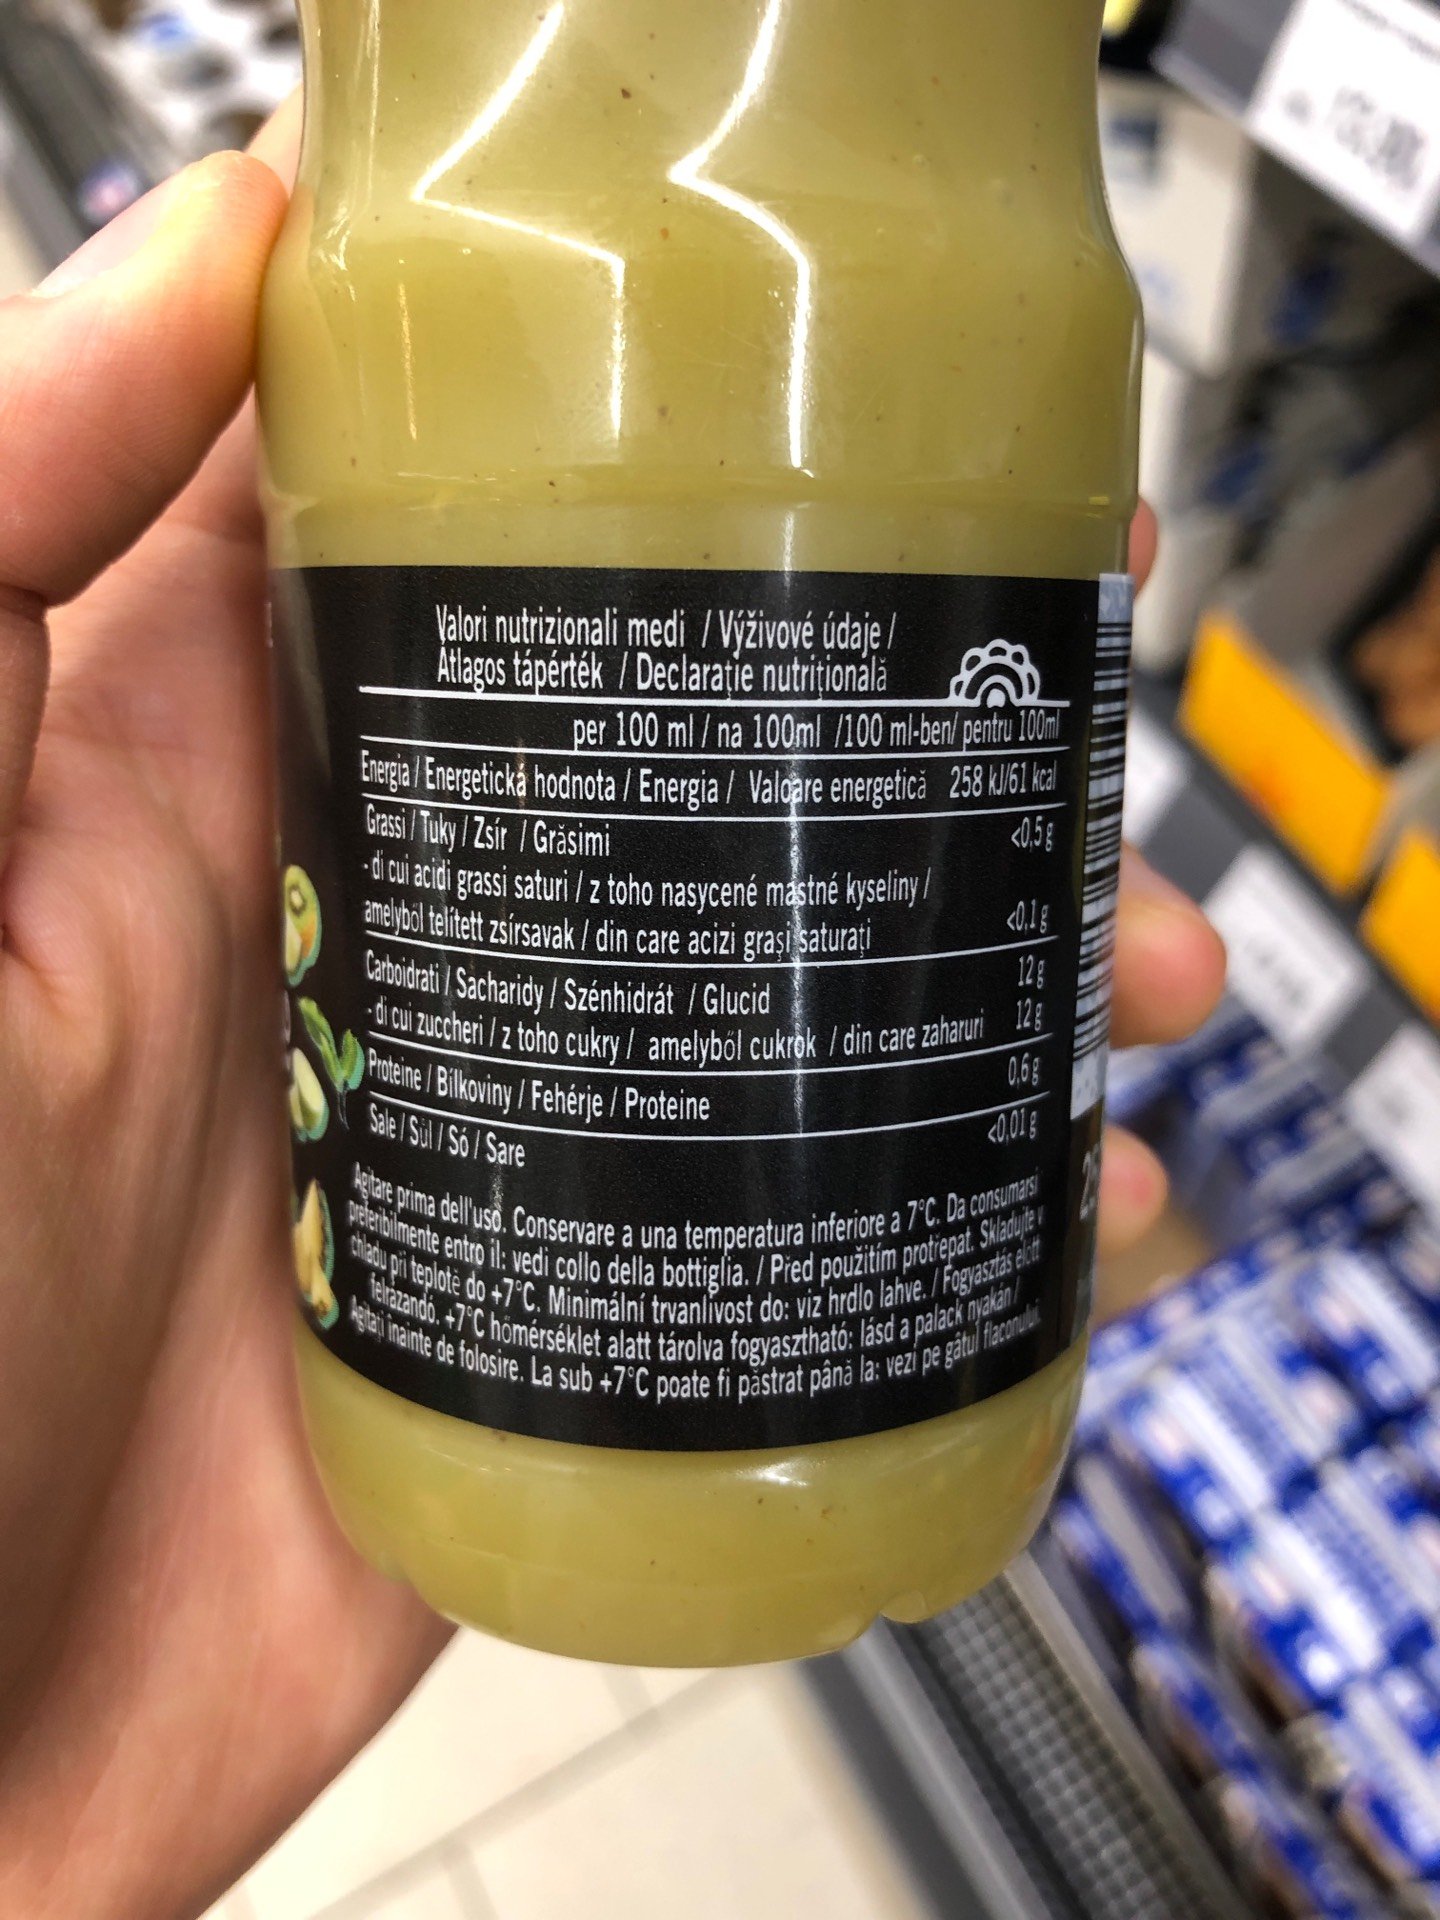 Valori nutrizionali medi / Výživové údaje /
Átlagos tápérték / Declarație nutrițională
per 100 ml / na 100ml /100 ml-ben/ pentru 100ml
Energia / Energetická hodnota / Energia / Valoare energetică 258 kJ/61 kcal
Grassi / Tuky / Zsír / Grăsimi <0,5 g
- di cui acidi grassi saturi / z toho nasycené mastné kyseliny /
amelyből telített zsírsavak / din care acizi grași saturați <0,1 g
Carboidrati / Sacharidy / Szénhidrát / Glucid 12 g
- di cui zuccheri / z toho cukry / amelyből cukrok / din care zaharuri 12 g
Proteine / Bílkoviny / Fehérje / Proteine 0,6 g
Sale / Sůl / Só / Sare <0,01 g
Agitare prima dell'uso. Conservare a una temperatura inferiore a 7°C. Da consumarsi
preferibilmente entro il: vedi collo della bottiglia. / Před použitím protřepat. Skladujte v
chladu při teplotě do +7°C. Minimální trvanlivost do: viz hrdlo lahve. / Fogyasztás előtt
felrázandó. +7°C hőmérséklet alatt tárolva fogyasztható: lásd a palack nyakán /
Agitați înainte de folosire. La sub +7°C poate fi păstrat până la: vezi pe gâtul flaconului.